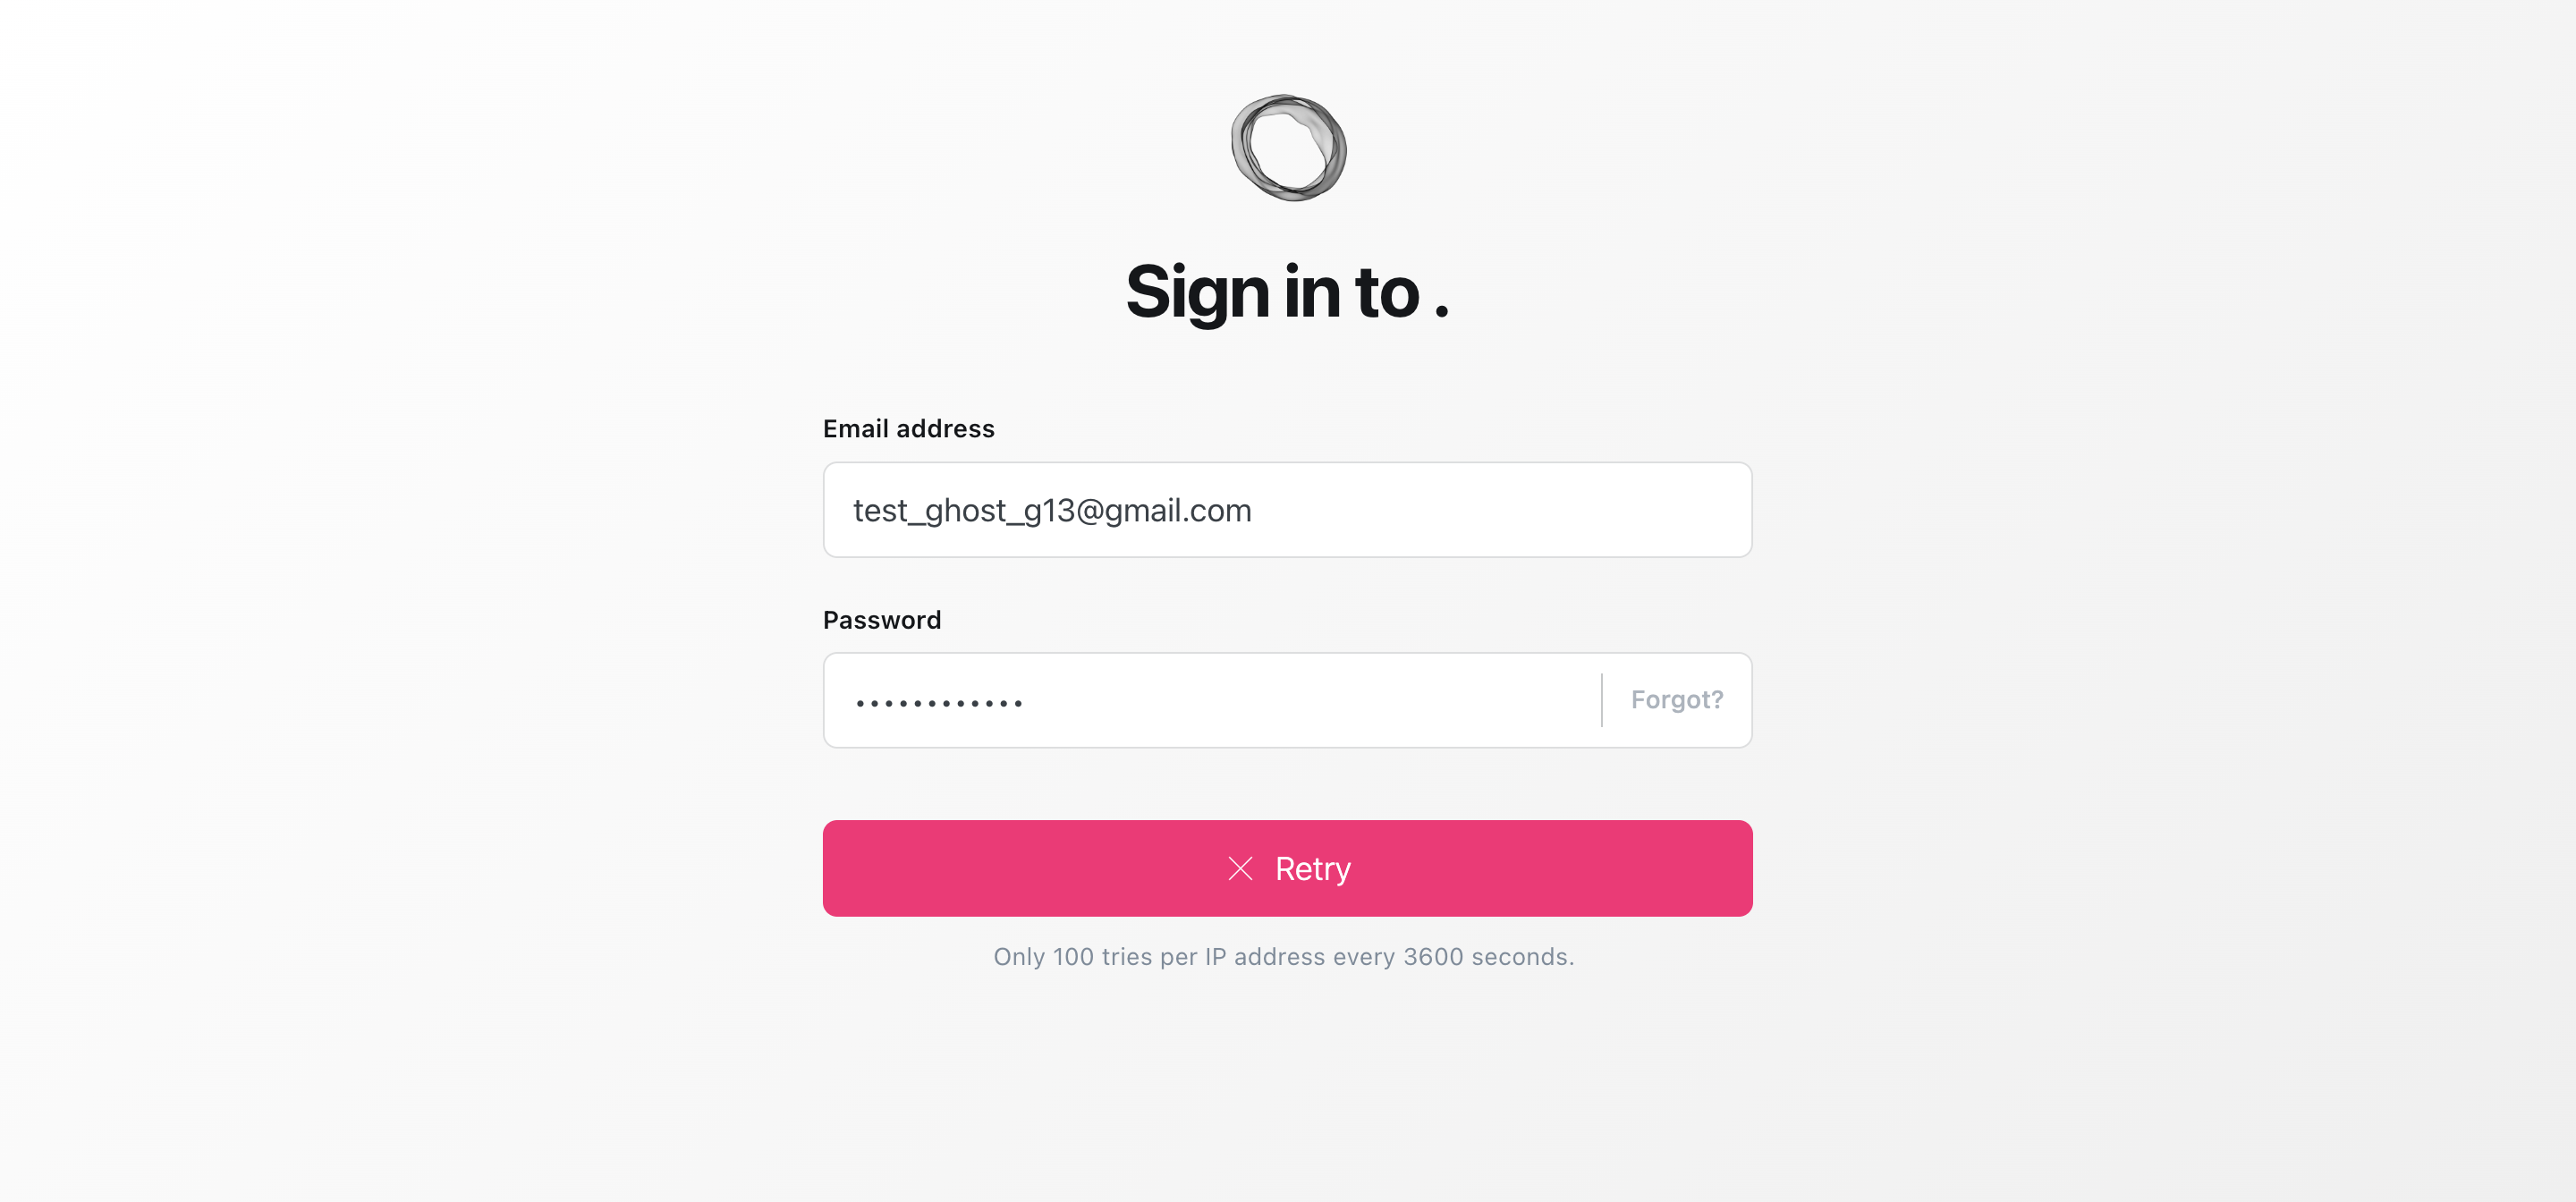 Sign in to .
Email address
test_ghost_g13@gmail.com
Password
••••••••••••
Forgot?
Retry
Only 100 tries per IP address every 3600 seconds.